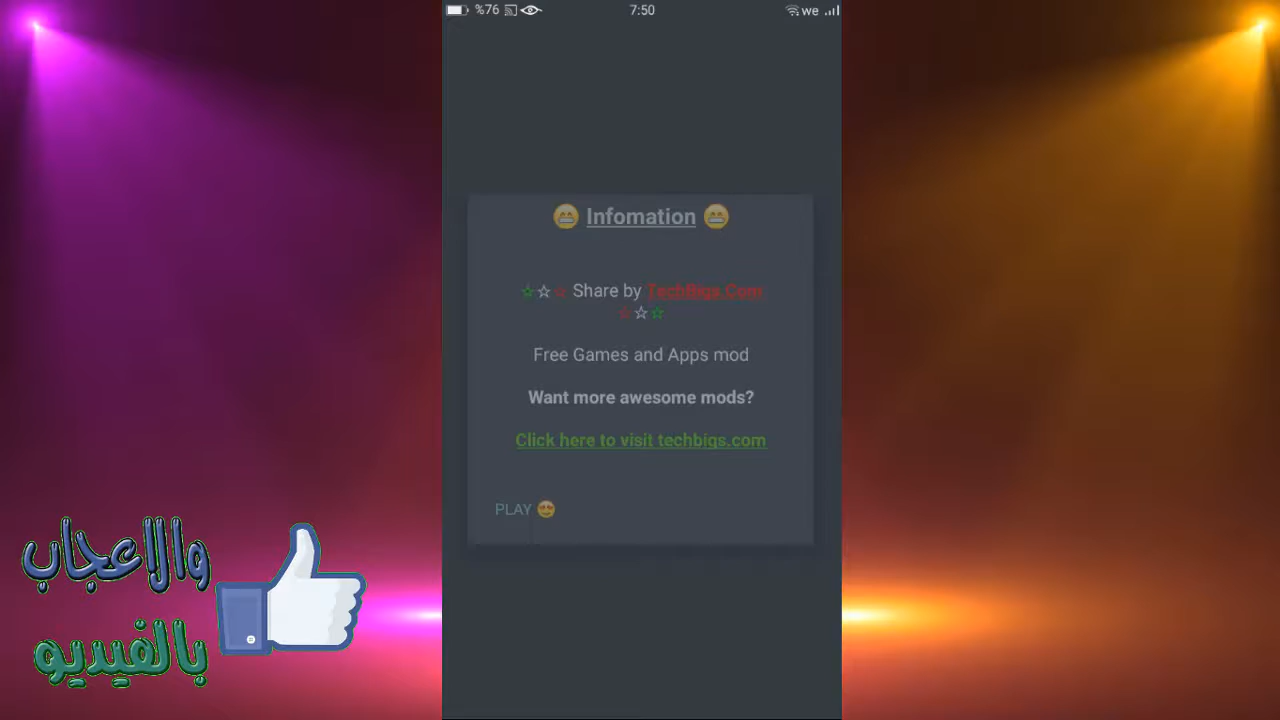 %76 7:50 we
😁 Infomation 😁
☆☆☆ Share by TechBigs.Com
☆☆☆
Free Games and Apps mod
Want more awesome mods?
Click here to visit techbigs.com
PLAY 😍
والاعجاب
بالفيديو